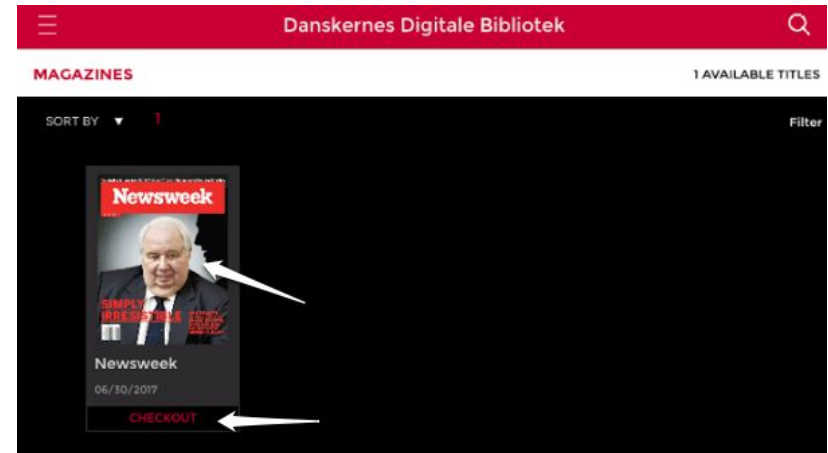 Danskernes Digitale Bibliotek
MAGAZINES
1 AVAILABLE TITLES
SORT BY ▼ 1
Filter
Newsweek
SIMPLY
IRRESISTIBLE
Newsweek
06/30/2017
CHECKOUT